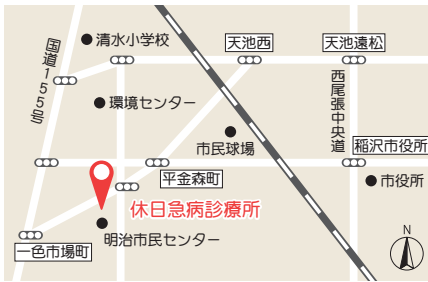 清水小学校
天池西
天池遠松
国道155号
環境センター
西尾張中央道
市民球場
稲沢市役所
平金森町
市役所
休日急病診療所
明治市民センター
一色市場町
N